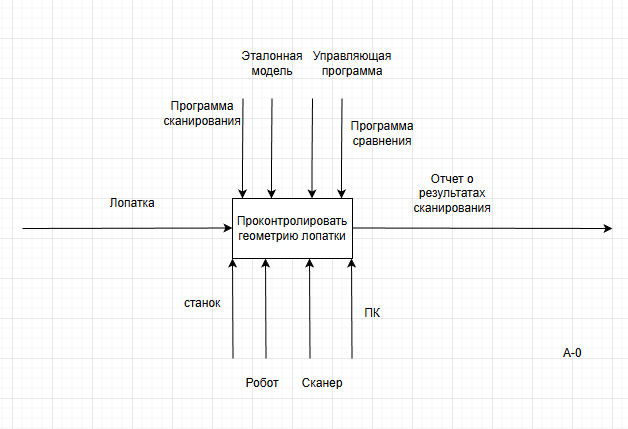 Эталонная
модель
Управляющая
программа
Программа
сканирования
Программа
сравнения
Лопатка
Проконтролировать
геометрию лопатки
Отчет о
результатах
сканирования
станок
ПК
Робот
Сканер
А-0